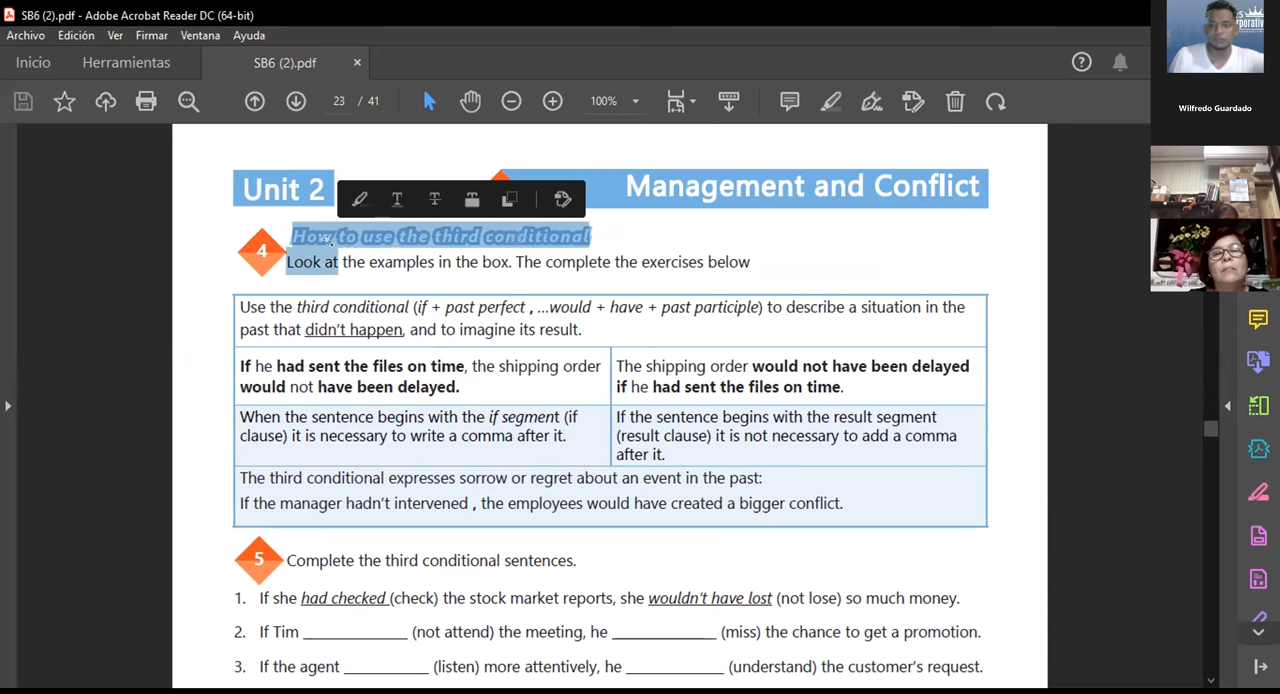 SB6 (2).pdf - Adobe Acrobat Reader DC (64-bit)
Archivo Edición Ver Firmar Ventana Ayuda
Inicio Herramientas SB6 (2).pdf ×
23 / 41 100%
Wilfredo Guardado
Unit 2 Management and Conflict
How to use the third conditional
4 Look at the examples in the box. The complete the exercises below
Use the third conditional (if + past perfect , ...would + have + past participle) to describe a situation in the
past that didn't happen, and to imagine its result.
If he had sent the files on time, the shipping order
would not have been delayed.
The shipping order would not have been delayed
if he had sent the files on time.
When the sentence begins with the if segment (if
clause) it is necessary to write a comma after it.
If the sentence begins with the result segment
(result clause) it is not necessary to add a comma
after it.
The third conditional expresses sorrow or regret about an event in the past:
If the manager hadn't intervened , the employees would have created a bigger conflict.
5 Complete the third conditional sentences.
1. If she had checked (check) the stock market reports, she wouldn't have lost (not lose) so much money.
2. If Tim ____________ (not attend) the meeting, he ____________ (miss) the chance to get a promotion.
3. If the agent __________ (listen) more attentively, he ___________ (understand) the customer's request.